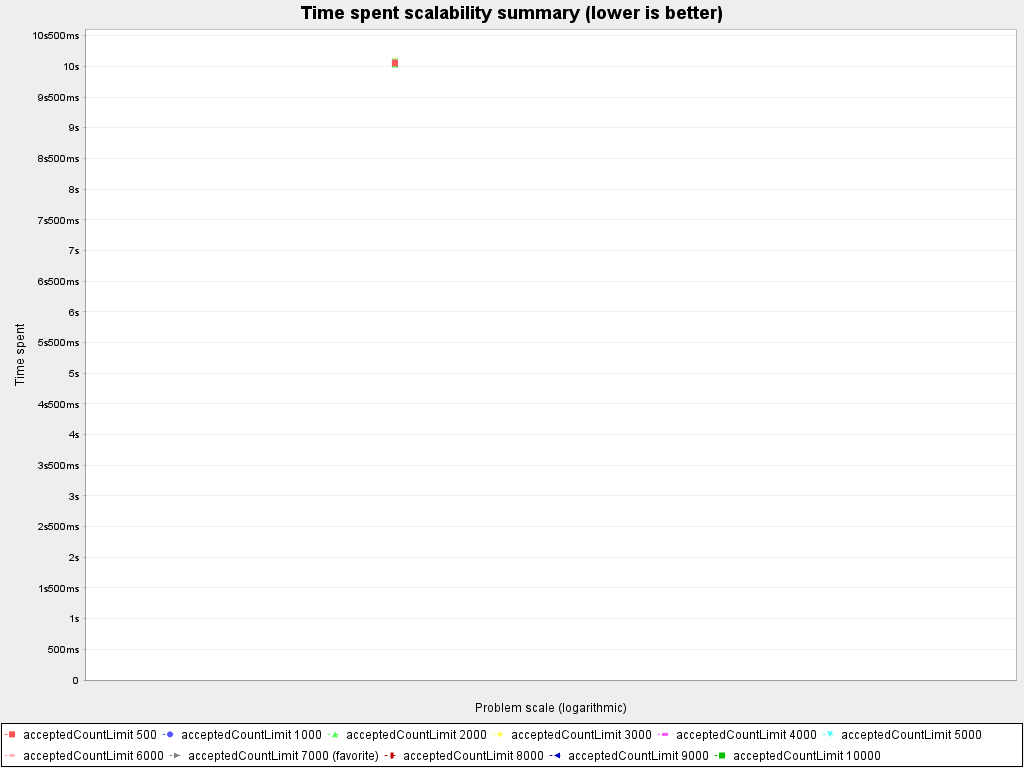 Time spent scalability summary (lower is better)
10s500ms
10s
9s500ms
9s
8s500ms
8s
7s500ms
7s
6s500ms
6s
5s500ms
5s
4s500ms
4s
3s500ms
3s
2s500ms
2s
1s500ms
1s
500ms
0
Time spent
Problem scale (logarithmic)
acceptedCountLimit 500 acceptedCountLimit 1000 acceptedCountLimit 2000 acceptedCountLimit 3000 acceptedCountLimit 4000 acceptedCountLimit 5000
acceptedCountLimit 6000 acceptedCountLimit 7000 (favorite) acceptedCountLimit 8000 acceptedCountLimit 9000 acceptedCountLimit 10000